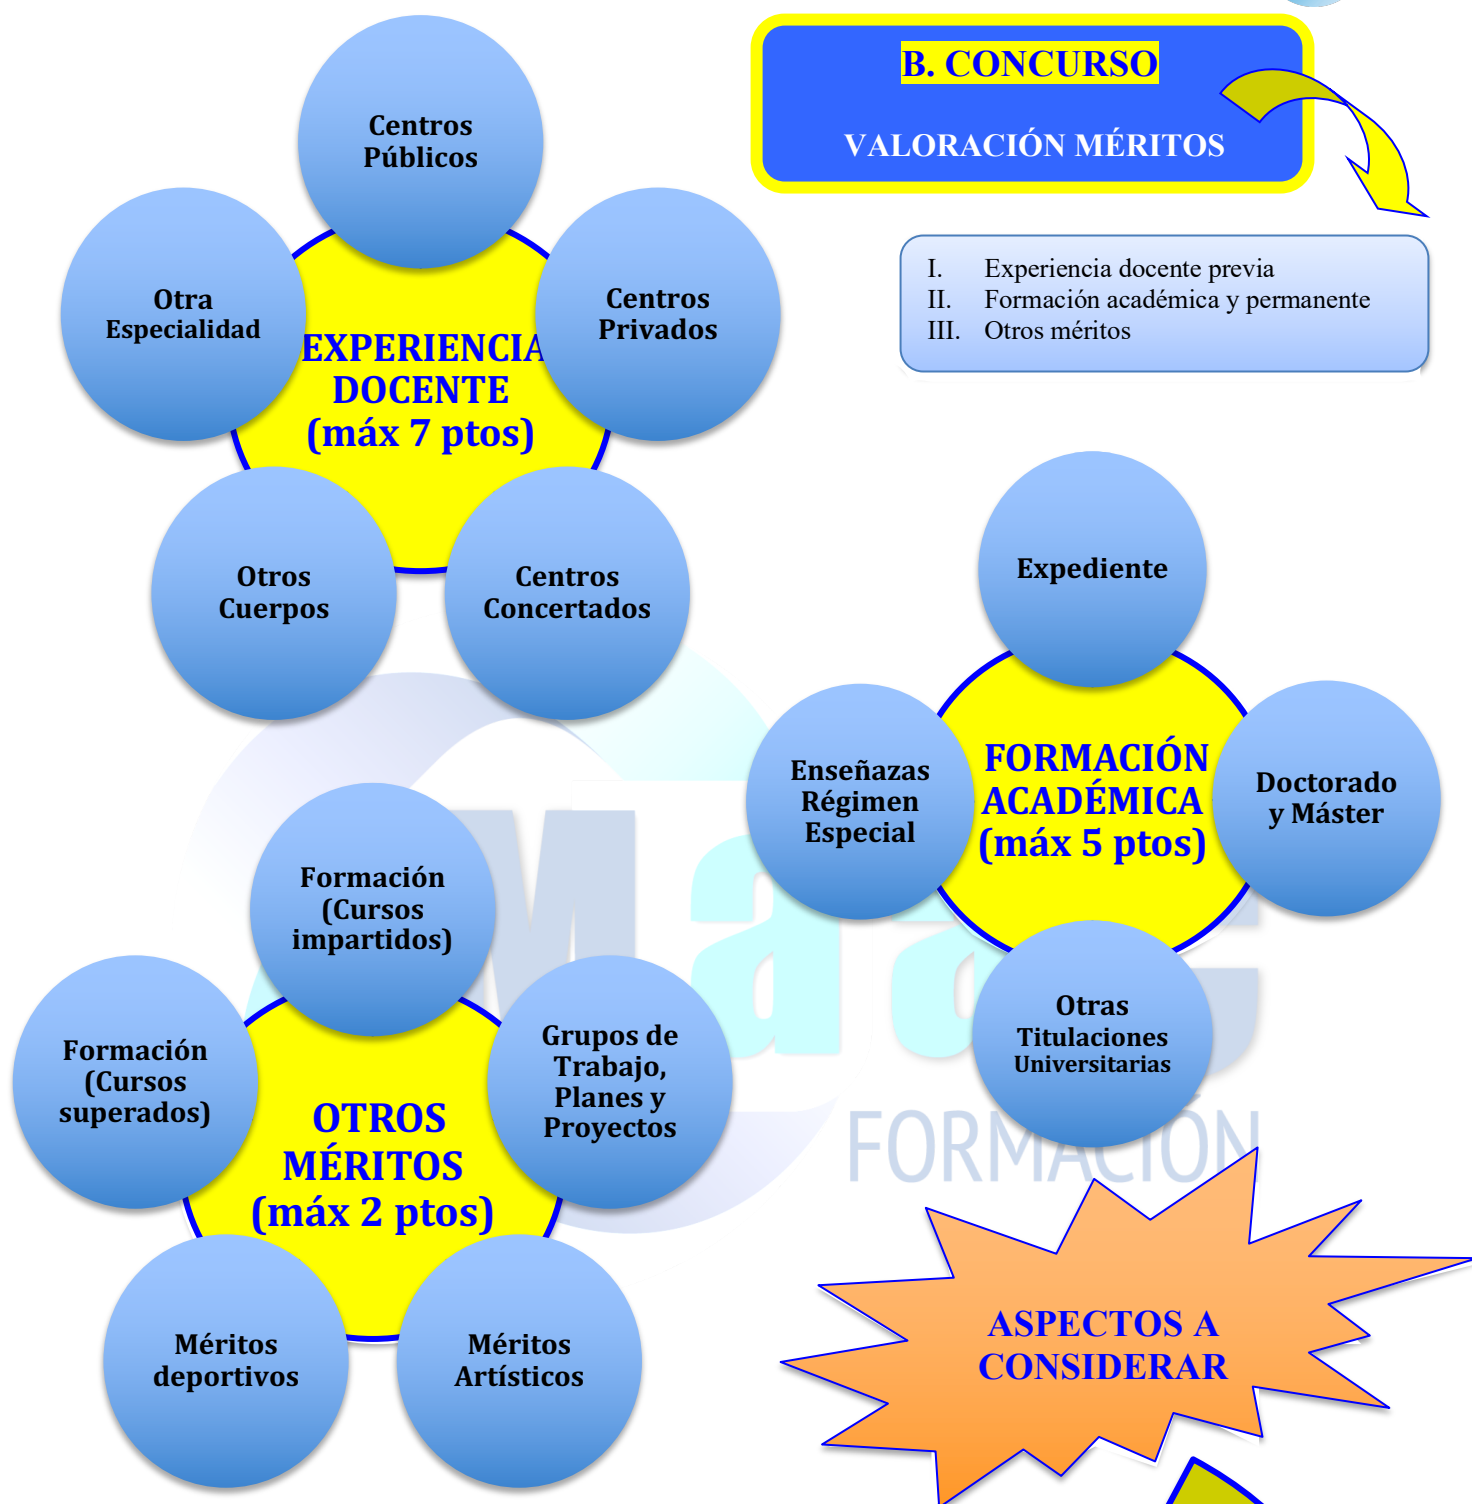 B. CONCURSO
VALORACIÓN MÉRITOS
I. Experiencia docente previa
II. Formación académica y permanente
III. Otros méritos
Centros
Públicos
Otra
Especialidad
Centros
Privados
EXPERIENCIA
DOCENTE
(máx 7 ptos)
Otros
Cuerpos
Centros
Concertados
Expediente
Enseñazas
Régimen
Especial
FORMACIÓN
ACADÉMICA
(máx 5 ptos)
Doctorado
y Máster
Otras
Titulaciones
Universitarias
Formación
(Cursos
impartidos)
Formación
(Cursos
superados)
Grupos de
Trabajo,
Planes y
Proyectos
OTROS
MÉRITOS
(máx 2 ptos)
Méritos
deportivos
Méritos
Artísticos
Maac
FORMACIÓN
ASPECTOS A
CONSIDERAR